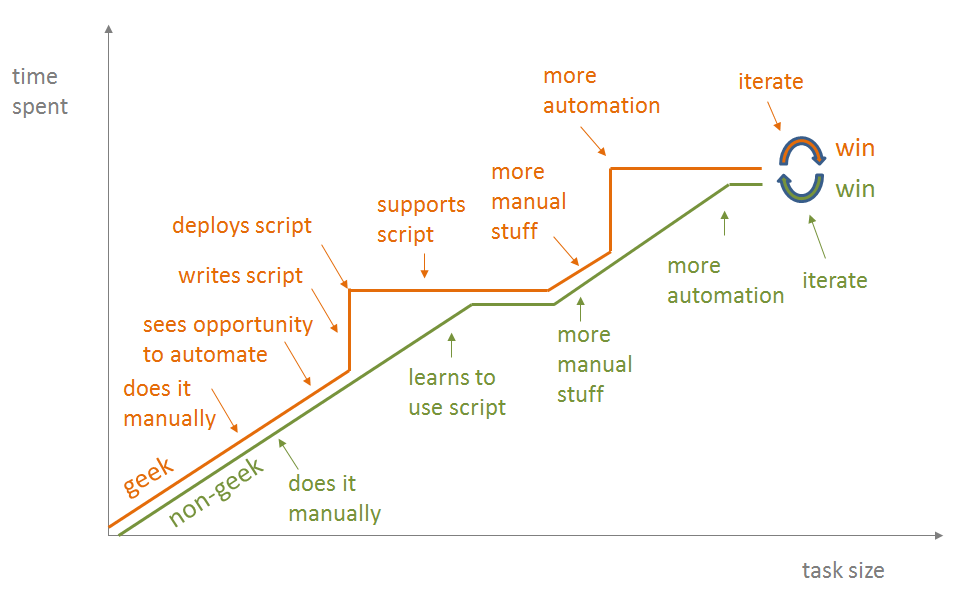 time
spent
more
automation
iterate
win
win
more
manual
stuff
supports
script
deploys script
writes script
sees opportunity
to automate
does it
manually
geek
non-geek
does it
manually
learns to
use script
more
manual
stuff
more
automation
iterate
task size